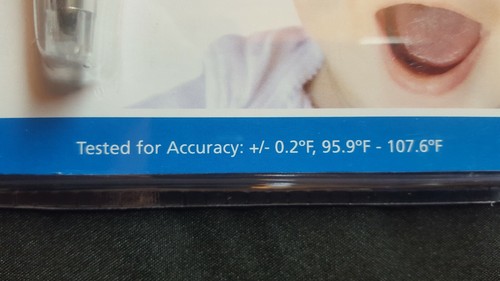 Tested for Accuracy: +/- 0.2ºF, 95.9ºF - 107.6ºF